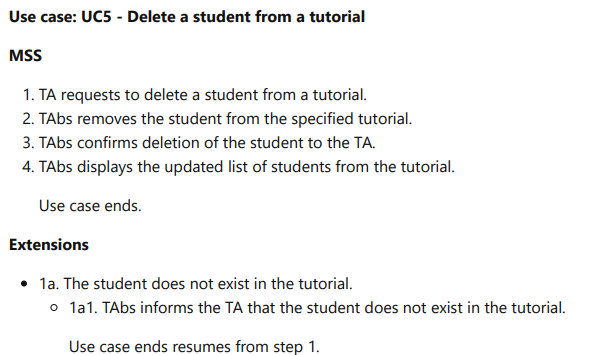 Use case: UC5 - Delete a student from a tutorial
MSS
1. TA requests to delete a student from a tutorial.
2. TAbs removes the student from the specified tutorial.
3. TAbs confirms deletion of the student to the TA.
4. TAbs displays the updated list of students from the tutorial.
Use case ends.
Extensions
• 1a. The student does not exist in the tutorial.
◦ 1a1. TAbs informs the TA that the student does not exist in the tutorial.
Use case ends resumes from step 1.